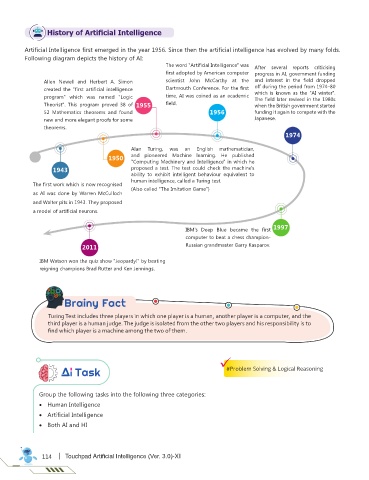 History of Artificial Intelligence
Artificial Intelligence first emerged in the year 1956. Since then the artificial intelligence has evolved by many folds.
Following diagram depicts the history of AI:
Allen Newell and Herbert A. Simon
created the "first artificial intelligence
program" which was named "Logic
Theorist". This program proved 38 of
52 Mathematics theorems and found
new and more elegant proofs for some
theorems.
1955
The word "Artificial Intelligence" was
first adopted by American computer
scientist John McCarthy at the
Dartmouth Conference. For the first
time, AI was coined as an academic
field.
1956
After several reports criticising
progress in AI, government funding
and interest in the field dropped
off during the period from 1974–80
which is known as the "AI winter".
The field later revived in the 1980s
when the British government started
funding it again to compete with the
Japanese.
1974
1943
The first work which is now recognised
as AI was done by Warren McCulloch
and Walter pits in 1943. They proposed
a model of artificial neurons.
1950
Alan Turing, was an English mathematician,
and pioneered Machine learning. He published
"Computing Machinery and Intelligence" in which he
proposed a test. The test could check the machine's
ability to exhibit intelligent behaviour equivalent to
human intelligence, called a Turing test
(Also called "The Imitation Game")
1997
IBM's Deep Blue became the first
computer to beat a chess champion-
Russian grandmaster Garry Kasparov.
2011
IBM Watson won the quiz show "Jeopardy!" by beating
reigning champions Brad Rutter and Ken Jennings.
Brainy Fact
Turing Test includes three players in which one player is a human, another player is a computer, and the
third player is a human judge. The judge is isolated from the other two players and his responsibility is to
find which player is a machine among the two of them.
Ai Task
#Problem Solving & Logical Reasoning
Group the following tasks into the following three categories:
• Human Intelligence
• Artificial Intelligence
• Both AI and HI
114 | Touchpad Artificial Intelligence (Ver. 3.0)-XI